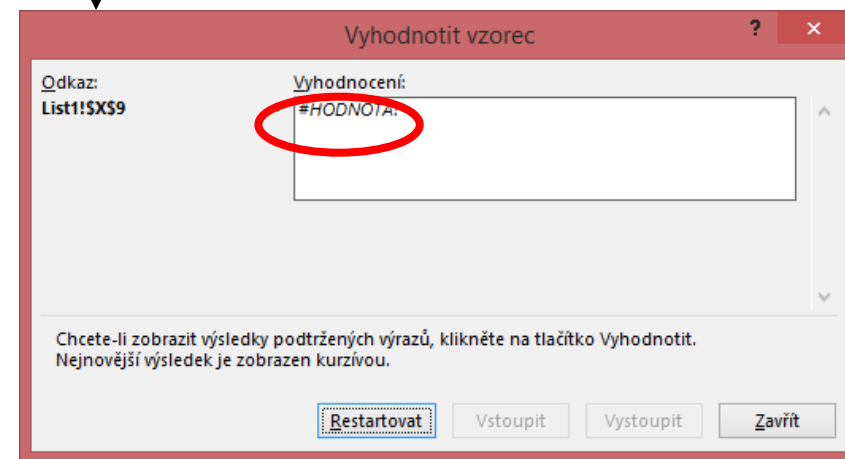 Vyhodnotit vzorec
? ×
Odkaz: Vyhodnocení:
List1!$X$9 #HODNOTA!
Chcete-li zobrazit výsledky podtržených výrazů, klikněte na tlačítko Vyhodnotit.
Nejnovější výsledek je zobrazen kurzívou.
Restartovat Vstoupit Vystoupit Zavřít